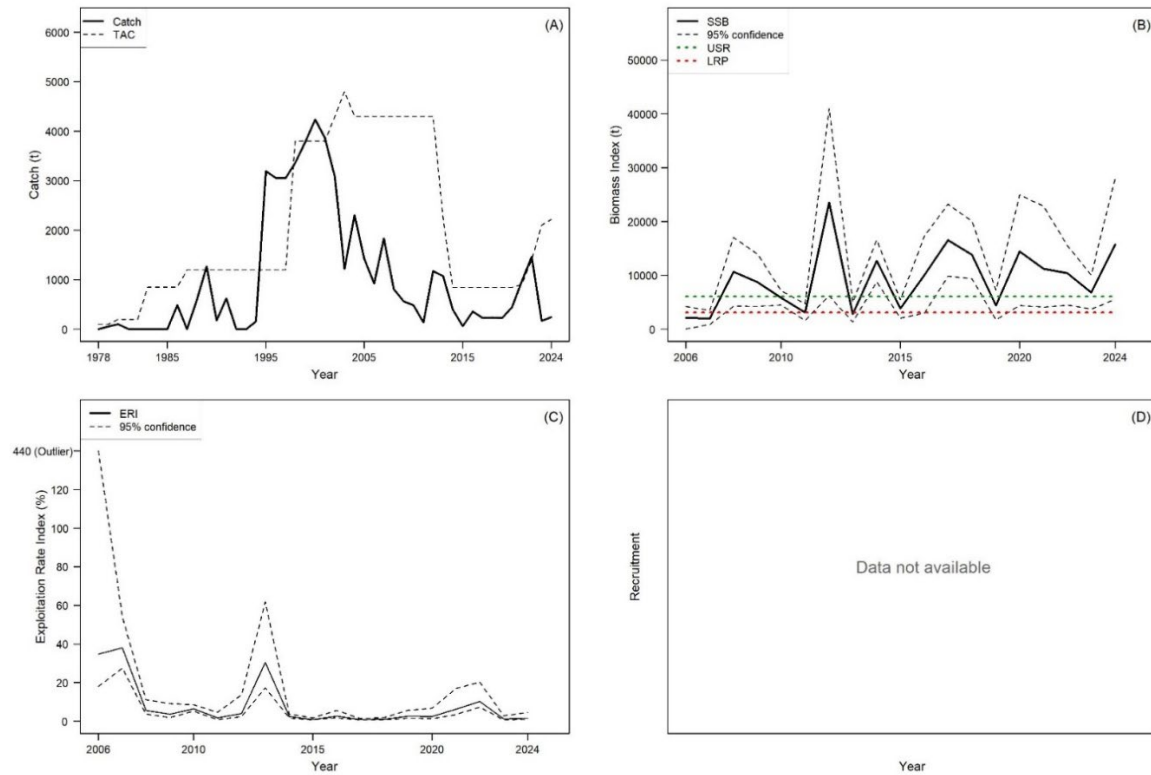 Catch
TAC
(A)
6000
5000
4000
3000
2000
1000
0
Catch (t)
1978
1985
1995
2005
2015
2024
Year
SSB
95% confidence
USR
LRP
(B)
50000
40000
30000
20000
10000
0
Biomass Index (t)
2006
2010
2015
2020
2024
Year
ERI
95% confidence
(C)
440 (Outlier)
120
100
80
60
40
20
0
Exploitation Rate Index (%)
2006
2010
2015
2020
2024
Year
(D)
Recruitment
Data not available
Year